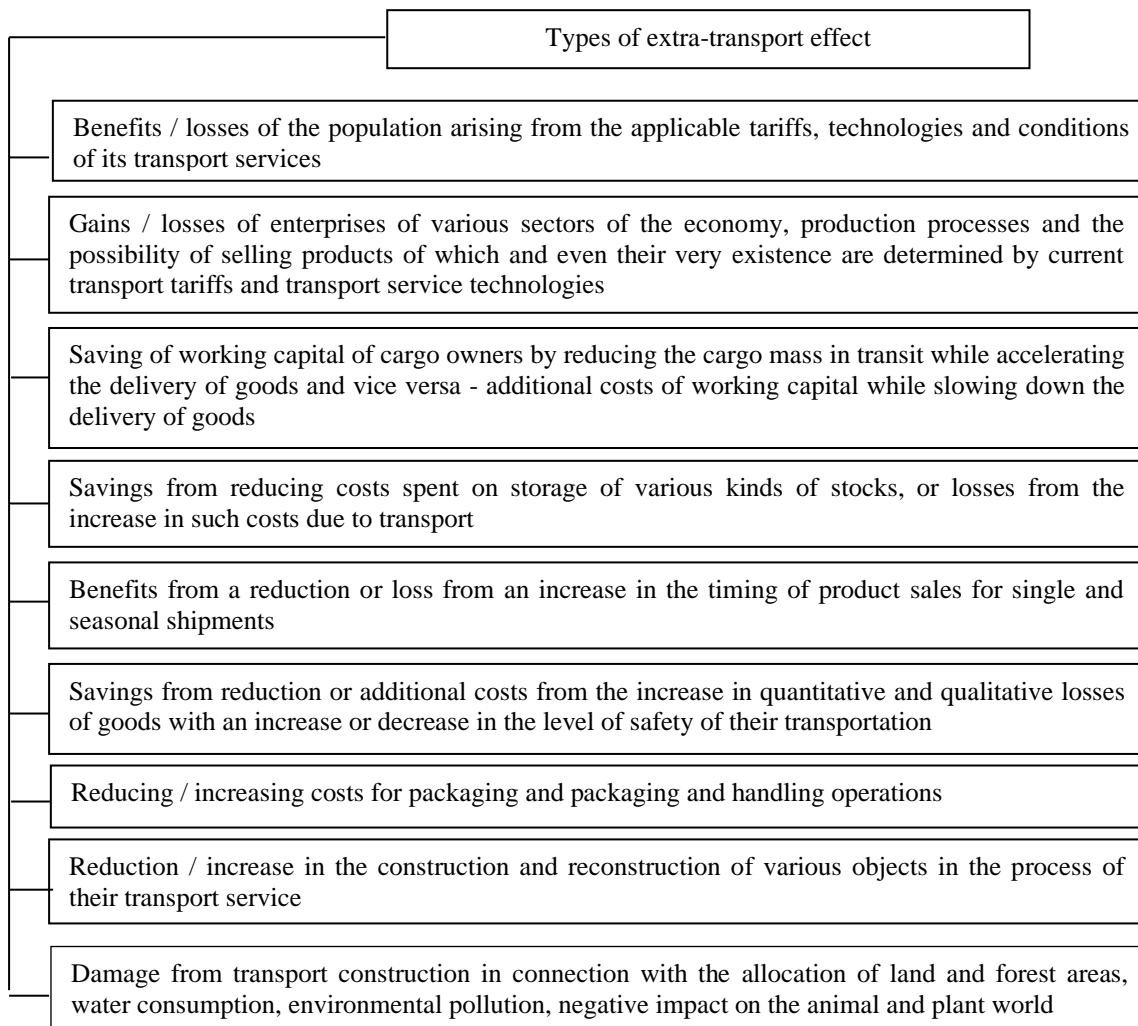 Types of extra-transport effect
Benefits / losses of the population arising from the applicable tariffs, technologies and conditions
of its transport services
Gains / losses of enterprises of various sectors of the economy, production processes and the
possibility of selling products of which and even their very existence are determined by current
transport tariffs and transport service technologies
Saving of working capital of cargo owners by reducing the cargo mass in transit while accelerating
the delivery of goods and vice versa - additional costs of working capital while slowing down the
delivery of goods
Savings from reducing costs spent on storage of various kinds of stocks, or losses from the
increase in such costs due to transport
Benefits from a reduction or loss from an increase in the timing of product sales for single and
seasonal shipments
Savings from reduction or additional costs from the increase in quantitative and qualitative losses
of goods with an increase or decrease in the level of safety of their transportation
Reducing / increasing costs for packaging and packaging and handling operations
Reduction / increase in the construction and reconstruction of various objects in the process of
their transport service
Damage from transport construction in connection with the allocation of land and forest areas,
water consumption, environmental pollution, negative impact on the animal and plant world